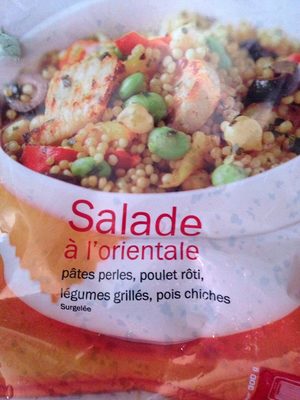 Salade
à l'orientale
pâtes perles, poulet rôti,
légumes grillés, pois chiches
Surgelée